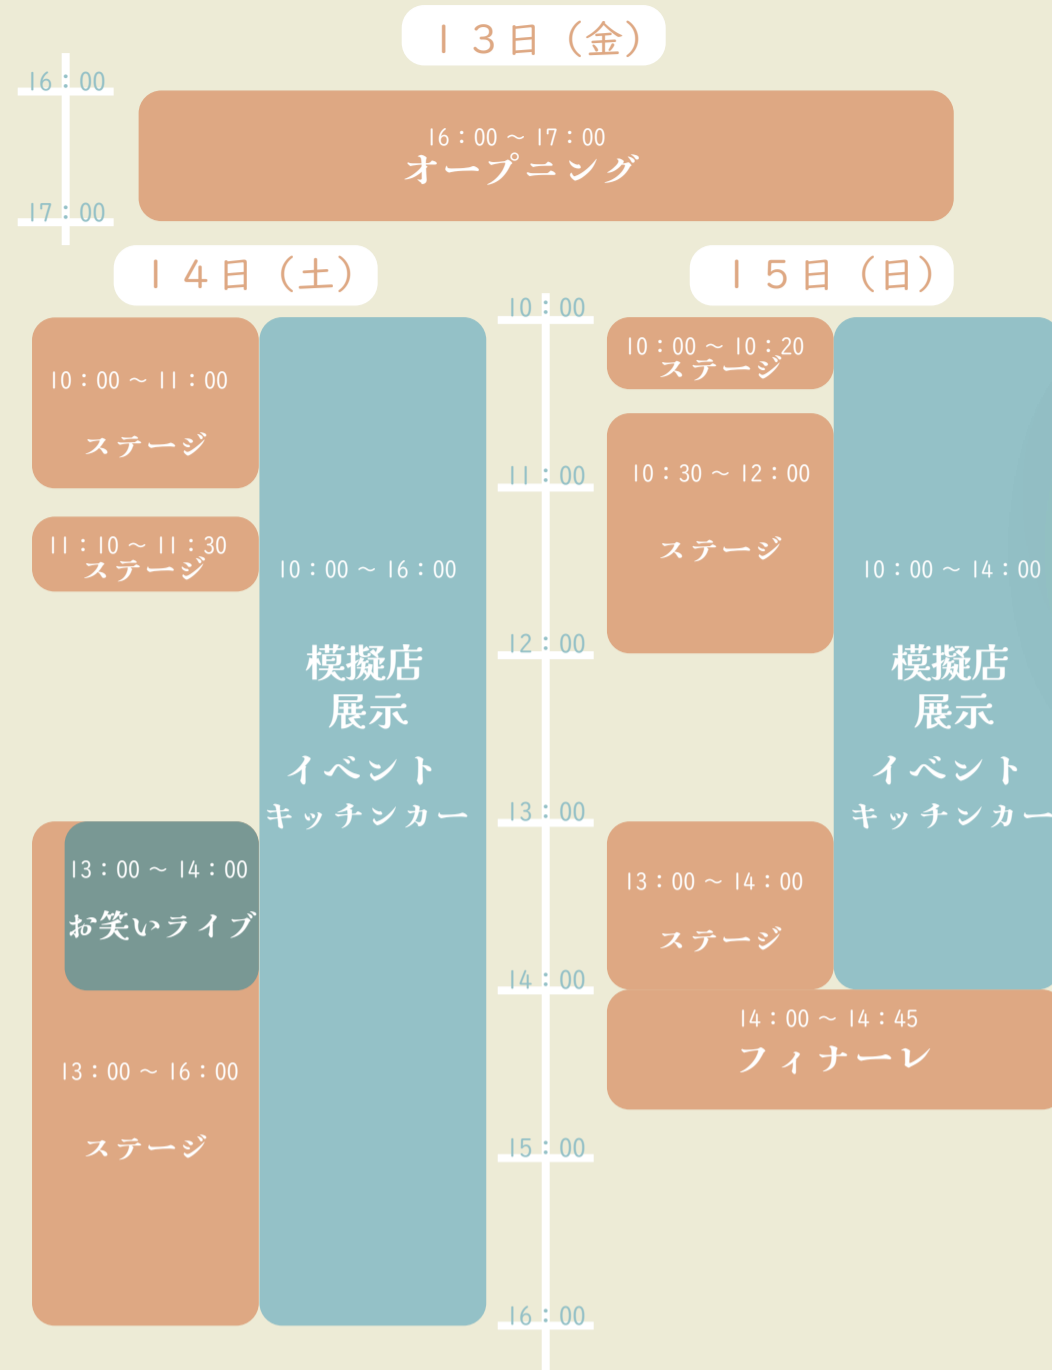 13日（金）
16：00
17：00
16：00 ～ 17：00
オープニング
14日（土）
10：00 ～ 11：00
ステージ
11：10 ～ 11：30
ステージ
13：00 ～ 14：00
お笑いライブ
13：00 ～ 16：00
ステージ
10：00 ～ 16：00
模擬店
展示
イベント
キッチンカー
10：00
11：00
12：00
13：00
14：00
15：00
16：00
15日（日）
10：00 ～ 10：20
ステージ
10：30 ～ 12：00
ステージ
13：00 ～ 14：00
ステージ
10：00 ～ 14：00
模擬店
展示
イベント
キッチンカー
14：00 ～ 14：45
フィナーレ